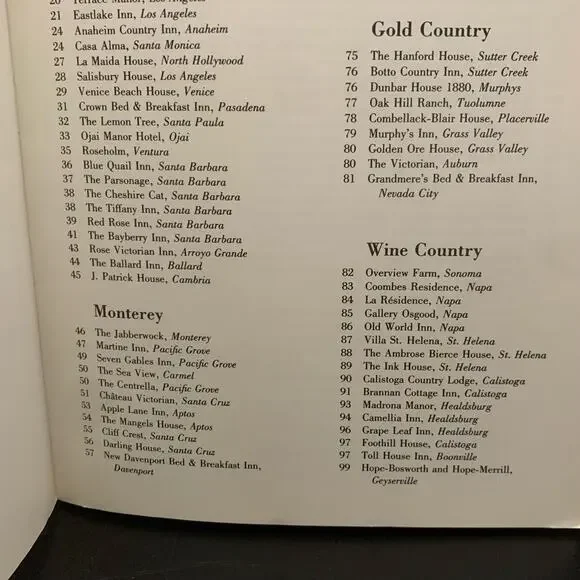 20 Terrace Manor, Los Angeles
21 Eastlake Inn, Los Angeles
24 Anaheim Country Inn, Anaheim
24 Casa Alma, Santa Monica
27 La Maida House, North Hollywood
28 Salisbury House, Los Angeles
29 Venice Beach House, Venice
31 Crown Bed & Breakfast Inn, Pasadena
32 The Lemon Tree, Santa Paula
33 Ojai Manor Hotel, Ojai
35 Roseholm, Ventura
36 Blue Quail Inn, Santa Barbara
37 The Parsonage, Santa Barbara
38 The Cheshire Cat, Santa Barbara
38 The Tiffany Inn, Santa Barbara
39 Red Rose Inn, Santa Barbara
41 The Bayberry Inn, Santa Barbara
43 Rose Victorian Inn, Arroyo Grande
44 The Ballard Inn, Ballard
45 J. Patrick House, Cambria
Monterey
46 The Jabberwock, Monterey
47 Martine Inn, Pacific Grove
49 Seven Gables Inn, Pacific Grove
50 The Sea View, Carmel
50 The Centrella, Pacific Grove
51 Château Victorian, Santa Cruz
53 Apple Lane Inn, Aptos
54 The Mangels House, Aptos
55 Cliff Crest, Santa Cruz
56 Darling House, Santa Cruz
57 New Davenport Bed & Breakfast Inn,
Davenport
Gold Country
75 The Hanford House, Sutter Creek
76 Botto Country Inn, Sutter Creek
76 Dunbar House 1880, Murphys
77 Oak Hill Ranch, Tuolumne
78 Combellack-Blair House, Placerville
79 Murphy's Inn, Grass Valley
80 Golden Ore House, Grass Valley
80 The Victorian, Auburn
81 Grandmere's Bed & Breakfast Inn,
Nevada City
Wine Country
82 Overview Farm, Sonoma
83 Coombes Residence, Napa
84 La Résidence, Napa
85 Gallery Osgood, Napa
86 Old World Inn, Napa
87 Villa St. Helena, St. Helena
88 The Ambrose Bierce House, St. Helena
89 The Ink House, St. Helena
90 Calistoga Country Lodge, Calistoga
91 Brannan Cottage Inn, Calistoga
93 Madrona Manor, Healdsburg
94 Camellia Inn, Healdsburg
96 Grape Leaf Inn, Healdsburg
97 Foothill House, Calistoga
97 Toll House Inn, Boonville
99 Hope-Bosworth and Hope-Merrill,
Geyserville